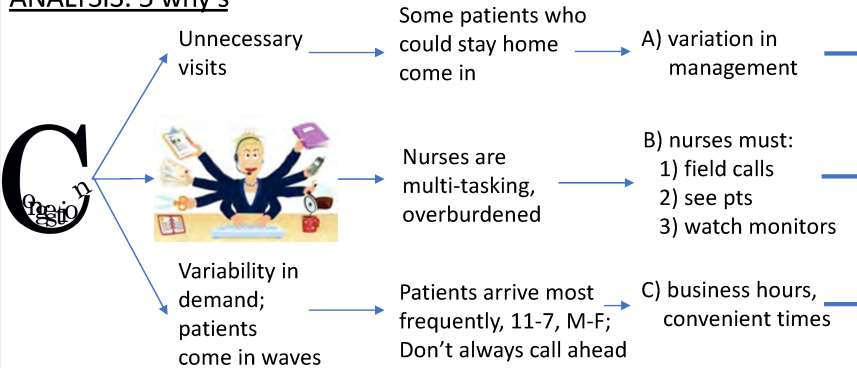 ANALYSIS: 5 why's
Unnecessary
visits
Some patients who
could stay home
come in
A) variation in
management
Congestion
Nurses are
multi-tasking,
overburdened
B) nurses must:
1) field calls
2) see pts
3) watch monitors
Variability in
demand;
patients
come in waves
Patients arrive most
frequently, 11-7, M-F;
Don't always call ahead
C) business hours,
convenient times